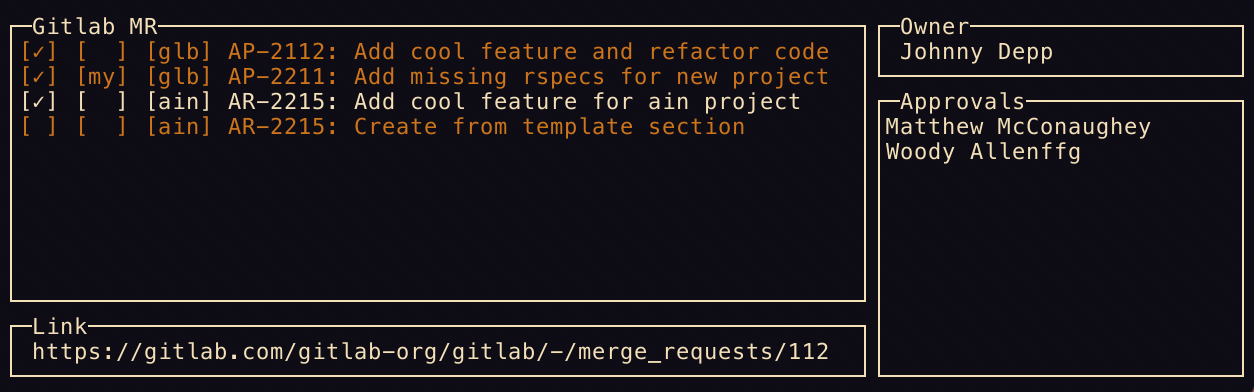 Gitlab MR
[✓] [  ] [glb] AP-2112: Add cool feature and refactor code
[✓] [my] [glb] AP-2211: Add missing rspecs for new project
[✓] [  ] [ain] AR-2215: Add cool feature for ain project
[ ] [  ] [ain] AR-2215: Create from template section
Link
https://gitlab.com/gitlab-org/gitlab/-/merge_requests/112
Owner
Johnny Depp
Approvals
Matthew McConaughey
Woody Allenffg